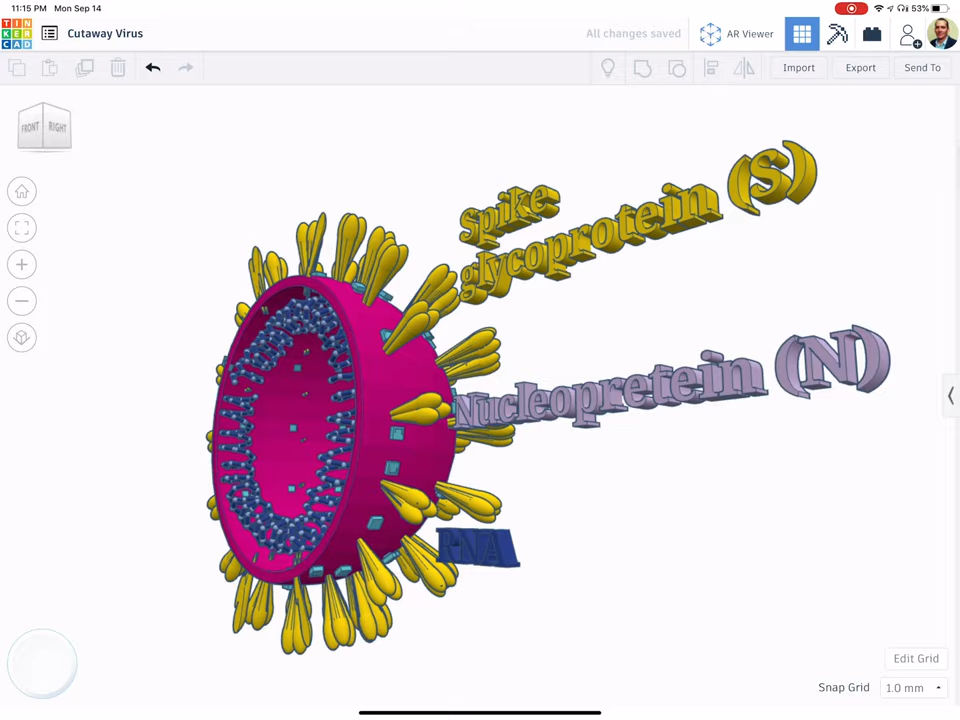 11:15 PM Mon Sep 14
53%
TIN
KER
CAD
Cutaway Virus
All changes saved
AR Viewer
Import
Export
Send To
FRONT
RIGHT
Spike
glycoprotein (S)
Nucleopretein (N)
RNA
Edit Grid
Snap Grid
1.0 mm